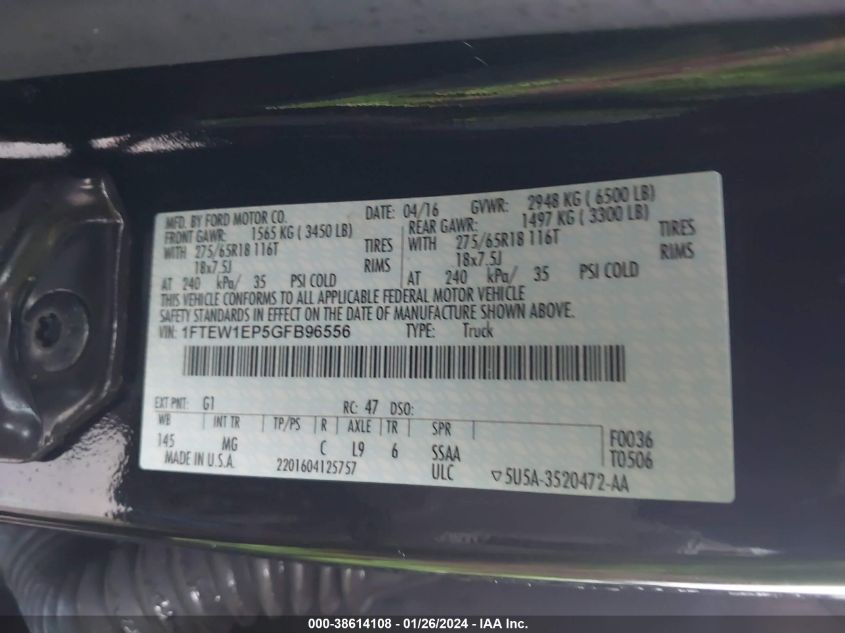 MFD. BY FORD MOTOR CO. DATE: 04/16 GVWR: 2948 KG ( 6500 LB)
FRONT GAWR: 1565 KG ( 3450 LB) REAR GAWR: 1497 KG ( 3300 LB)
WITH 275/65R18 116T TIRES WITH 275/65R18 116T TIRES
18x7.5J RIMS 18x7.5J RIMS
AT 240 kPa/ 35 PSI COLD AT 240 kPa/ 35 PSI COLD
THIS VEHICLE CONFORMS TO ALL APPLICABLE FEDERAL MOTOR VEHICLE
SAFETY STANDARDS IN EFFECT ON THE DATE OF MANUFACTURE SHOWN ABOVE.
VIN: 1FTEW1EP5GFB96556 TYPE: Truck
EXT PNT: G1 RC: 47 DSO:
WB INT TR TP/PS R AXLE TR SPR F0036
145 MG C L9 6 SSAA T0506
MADE IN U.S.A. 2201604125757 ULC ▽5U5A-3520472-AA
000-38614108 - 01/26/2024 - IAA Inc.